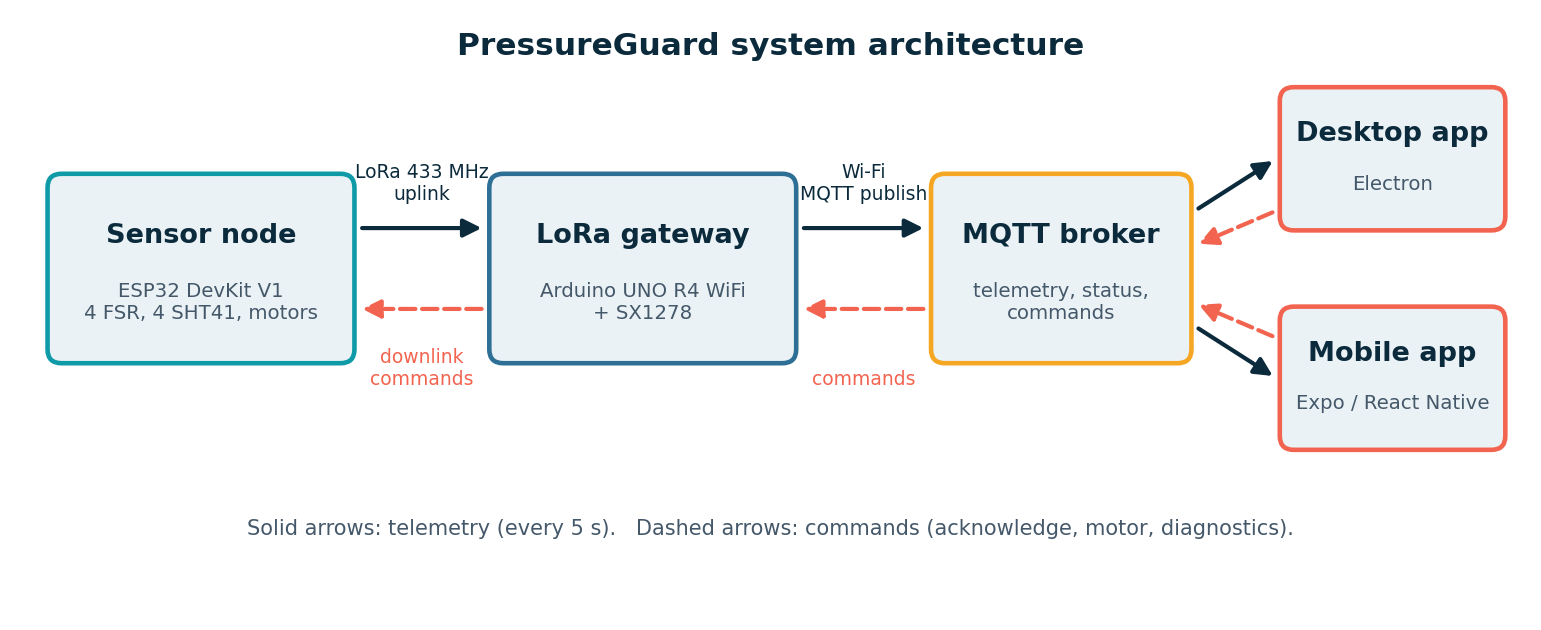 PressureGuard system architecture
LoRa 433 MHz
uplink
Wi-Fi
MQTT publish
Sensor node
ESP32 DevKit V1
4 FSR, 4 SHT41, motors
LoRa gateway
Arduino UNO R4 WiFi
+ SX1278
MQTT broker
telemetry, status,
commands
Desktop app
Electron
Mobile app
Expo / React Native
downlink
commands
commands
Solid arrows: telemetry (every 5 s).   Dashed arrows: commands (acknowledge, motor, diagnostics).